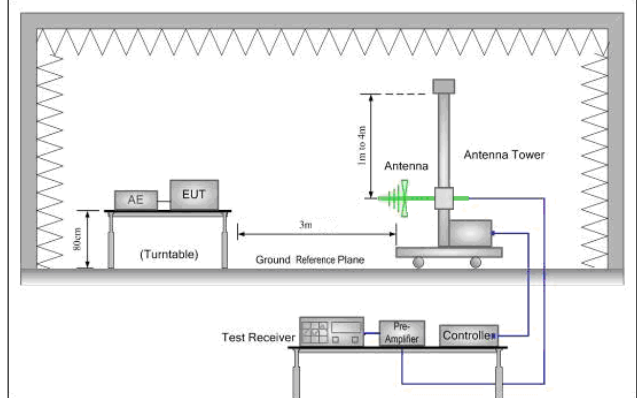 1m to 4m
Antenna
Antenna Tower
AE
EUT
80cm
(Turntable)
3m
Ground Reference Plane
Test Receiver
Pre-
Amplifier
Controller